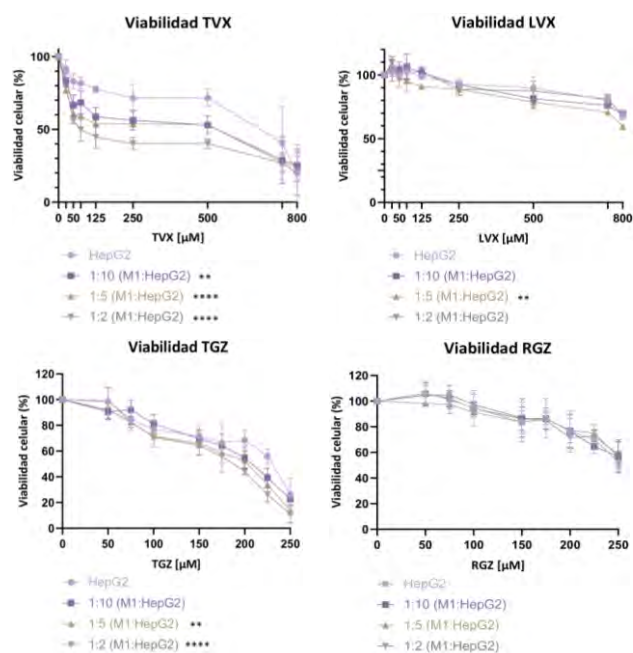 Viabilidad TVX
Viabilidad celular (%)
100
50
0
0 50 125 250 500 800
TVX [µM]
HepG2
1:10 (M1:HepG2) **
1:5 (M1:HepG2) ****
1:2 (M1:HepG2) ****
Viabilidad LVX
Viabilidad celular (%)
100
50
0
0 50 125 250 500 800
LVX [µM]
HepG2
1:10 (M1:HepG2)
1:5 (M1:HepG2) **
1:2 (M1:HepG2)
Viabilidad TGZ
Viabilidad celular (%)
120
100
80
60
40
20
0
0 50 100 150 200 250
TGZ [µM]
HepG2
1:10 (M1:HepG2)
1:5 (M1:HepG2) **
1:2 (M1:HepG2) ****
Viabilidad RGZ
Viabilidad celular (%)
120
100
80
60
40
20
0
0 50 100 150 200 250
RGZ [µM]
HepG2
1:10 (M1:HepG2)
1:5 (M1:HepG2)
1:2 (M1:HepG2)